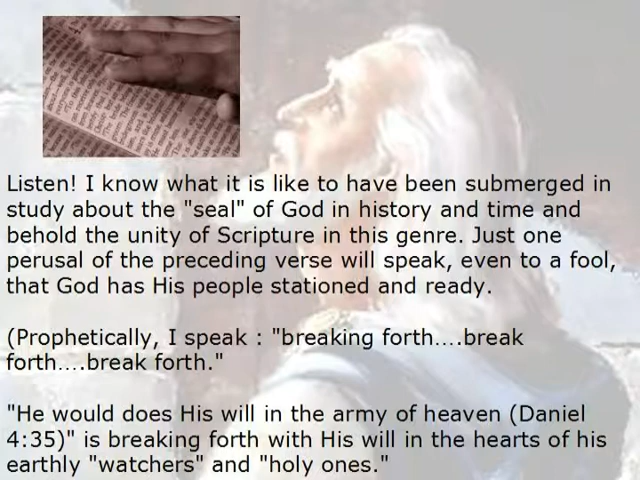 Listen! I know what it is like to have been submerged in
study about the "seal" of God in history and time and
behold the unity of Scripture in this genre. Just one
perusal of the preceding verse will speak, even to a fool,
that God has His people stationed and ready.
(Prophetically, I speak : "breaking forth….break
forth….break forth."
"He would does His will in the army of heaven (Daniel
4:35)" is breaking forth with His will in the hearts of his
earthly "watchers" and "holy ones."